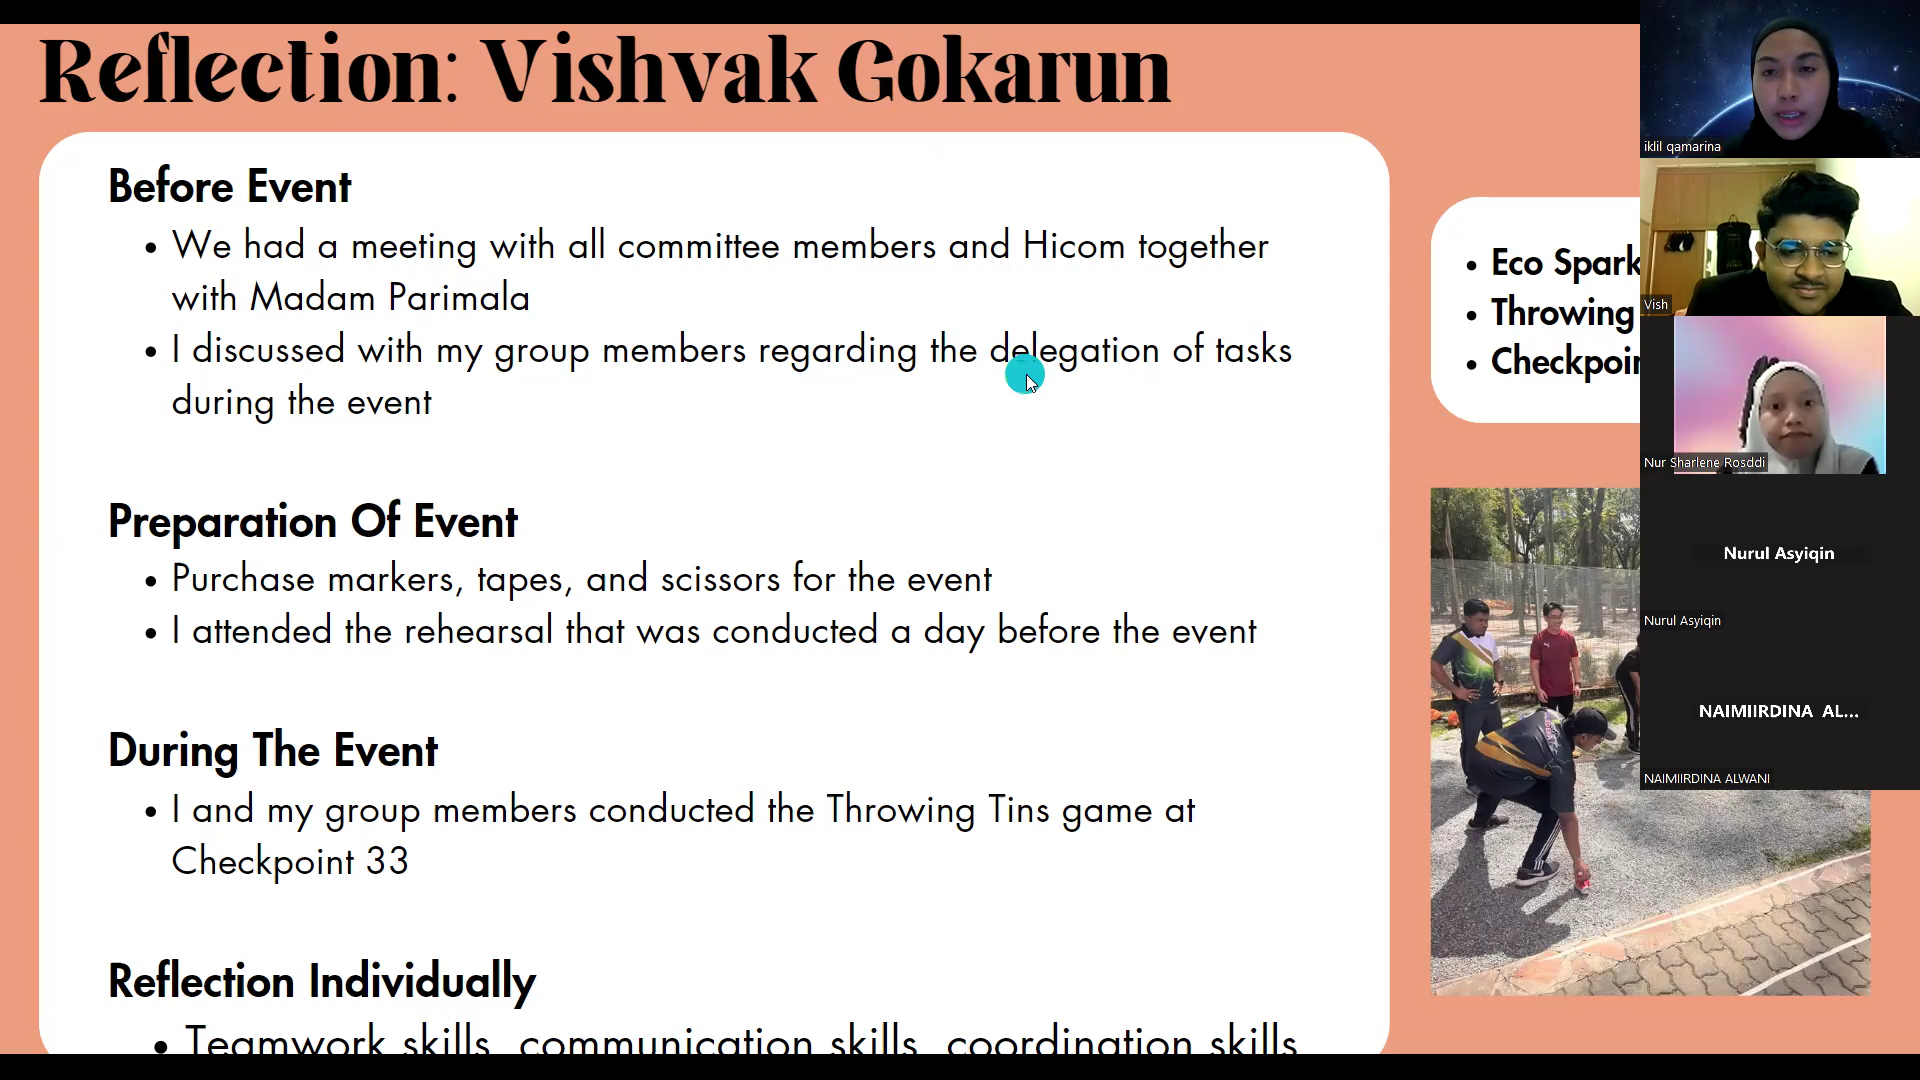 Reflection: Vishvak Gokarun
Before Event
• We had a meeting with all committee members and Hicom together
with Madam Parimala
• I discussed with my group members regarding the delegation of tasks
during the event
Preparation Of Event
• Purchase markers, tapes, and scissors for the event
• I attended the rehearsal that was conducted a day before the event
During The Event
• I and my group members conducted the Throwing Tins game at
Checkpoint 33
Reflection Individually
• Teamwork skills, communication skills, coordination skills
• Eco Spark
• Throwing
• Checkpoin
iklil qamarina
Vish
Nur Sharlene Rosddi
Nurul Asyiqin
Nurul Asyiqin
NAIMIIRDINA AL...
NAIMIIRDINA ALWANI